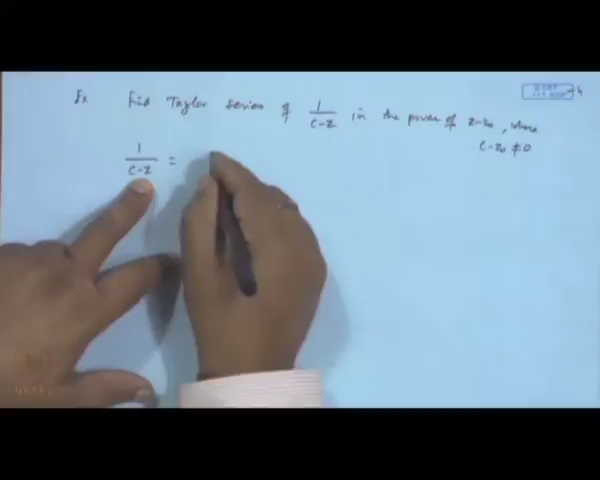 Ex Find Taylor series of 1/(c-z) in the power of z-z₀, where
c-z₀ ≠ 0
1/(c-z) =